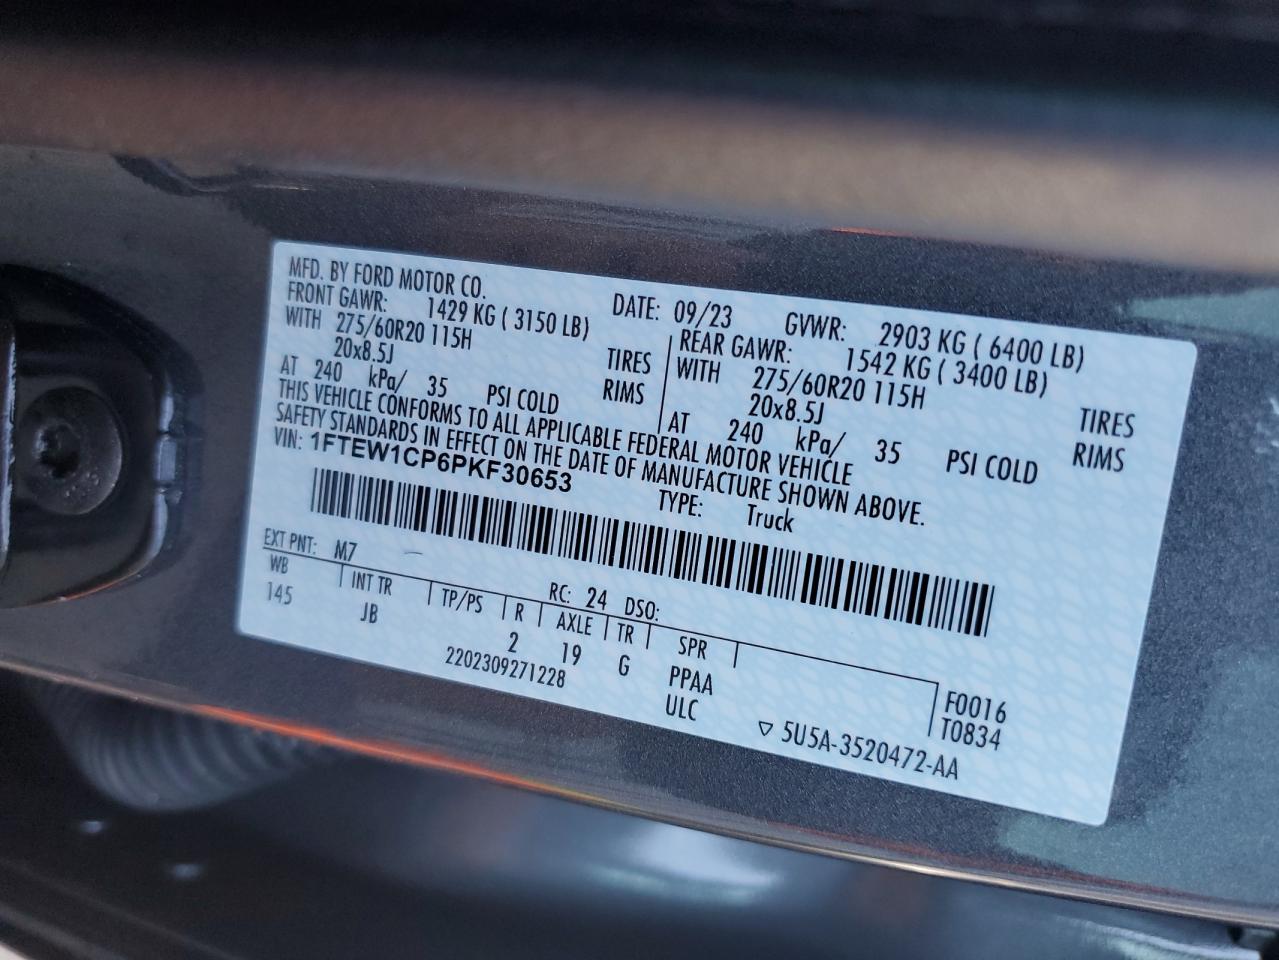 MFD. BY FORD MOTOR CO. DATE: 09/23 GVWR: 2903 KG ( 6400 LB)
FRONT GAWR: 1429 KG ( 3150 LB) REAR GAWR: 1542 KG ( 3400 LB)
WITH 275/60R20 115H TIRES WITH 275/60R20 115H TIRES
20x8.5J RIMS 20x8.5J RIMS
AT 240 kPa/ 35 PSI COLD AT 240 kPa/ 35 PSI COLD
THIS VEHICLE CONFORMS TO ALL APPLICABLE FEDERAL MOTOR VEHICLE
SAFETY STANDARDS IN EFFECT ON THE DATE OF MANUFACTURE SHOWN ABOVE.
VIN: 1FTEW1CP6PKF30653 TYPE: Truck
EXT PNT: M7 RC: 24 DSO:
WB INT TR TP/PS R AXLE TR SPR
145 JB 2 19 G PPAA F0016
2202309271228 ULC T0834
▽ 5U5A-3520472-AA